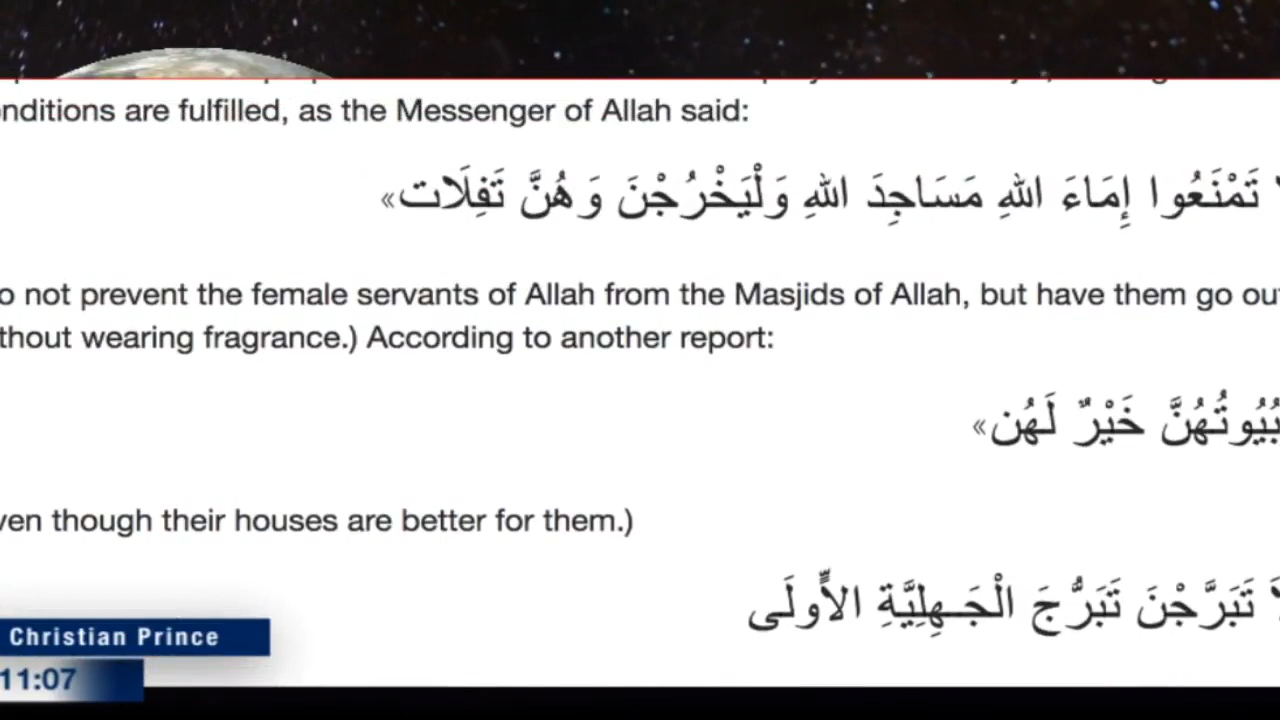 nditions are fulfilled, as the Messenger of Allah said:
تَمْنَعُوا إِمَاءَ اللهِ مَسَاجِدَ اللهِ وَلْيَخْرُجْنَ وَهُنَّ تَفِلَات»
o not prevent the female servants of Allah from the Masjids of Allah, but have them go ou
thout wearing fragrance.) According to another report:
بُيُوتُهُنَّ خَيْرٌ لَهُن»
ven though their houses are better for them.)
تَبَرَّجْنَ تَبَرُّجَ الْجَـهِلِيَّةِ الاٍّولَى
Christian Prince
11:07